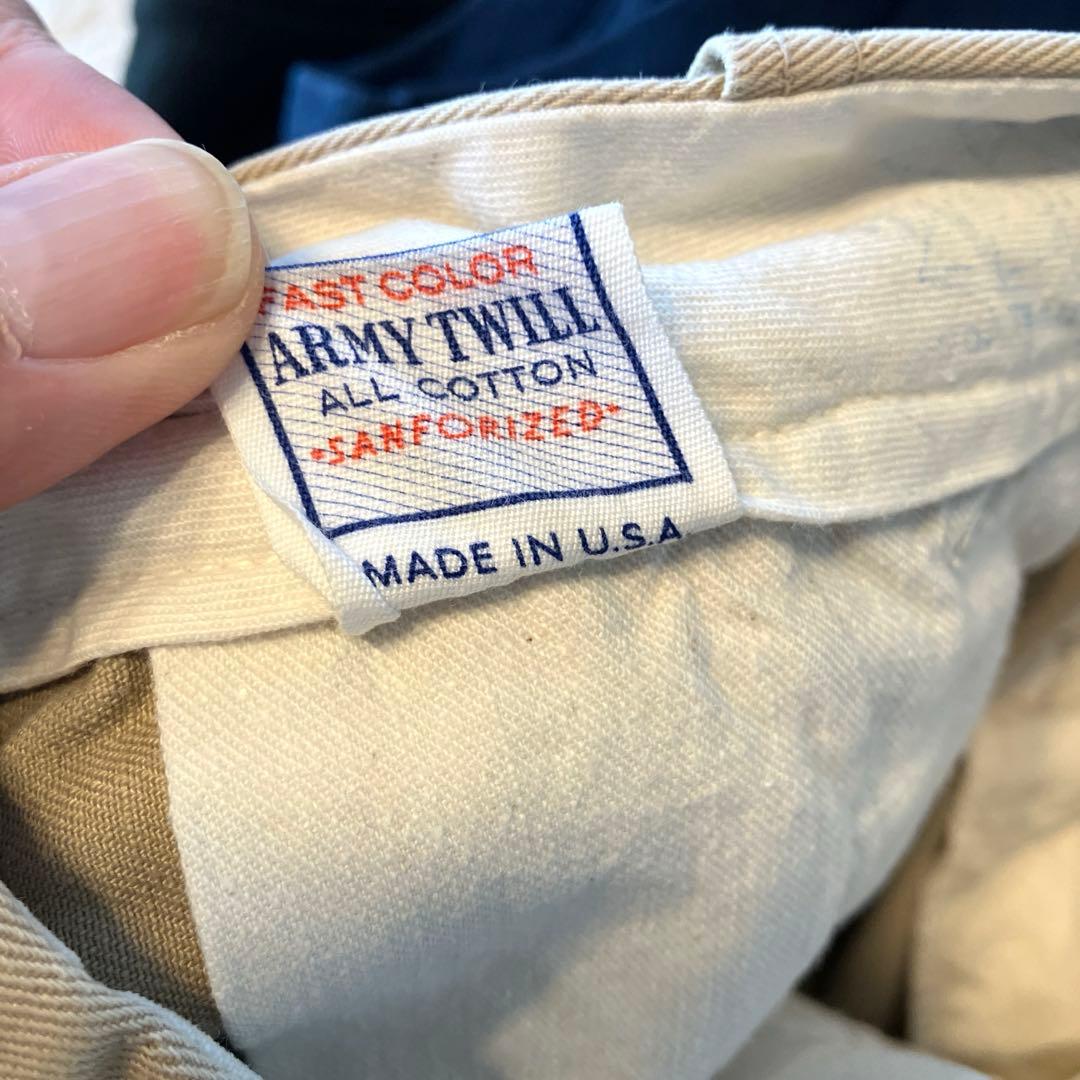 FAST COLOR
ARMY TWILL
ALL COTTON
•SANFORIZED•
MADE IN U.S.A